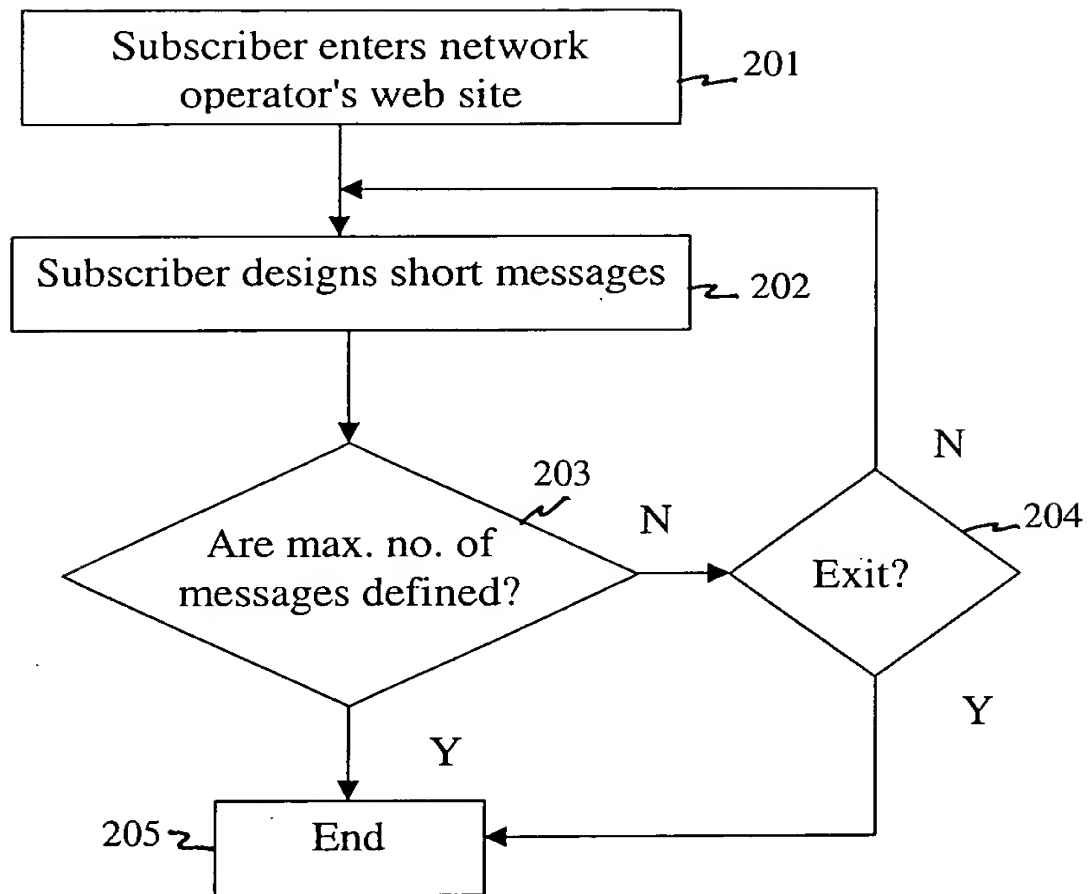 Subscriber enters network
operator's web site
201
Subscriber designs short messages
202
203
Are max. no. of
messages defined?
N
N
204
Exit?
Y
Y
205
End